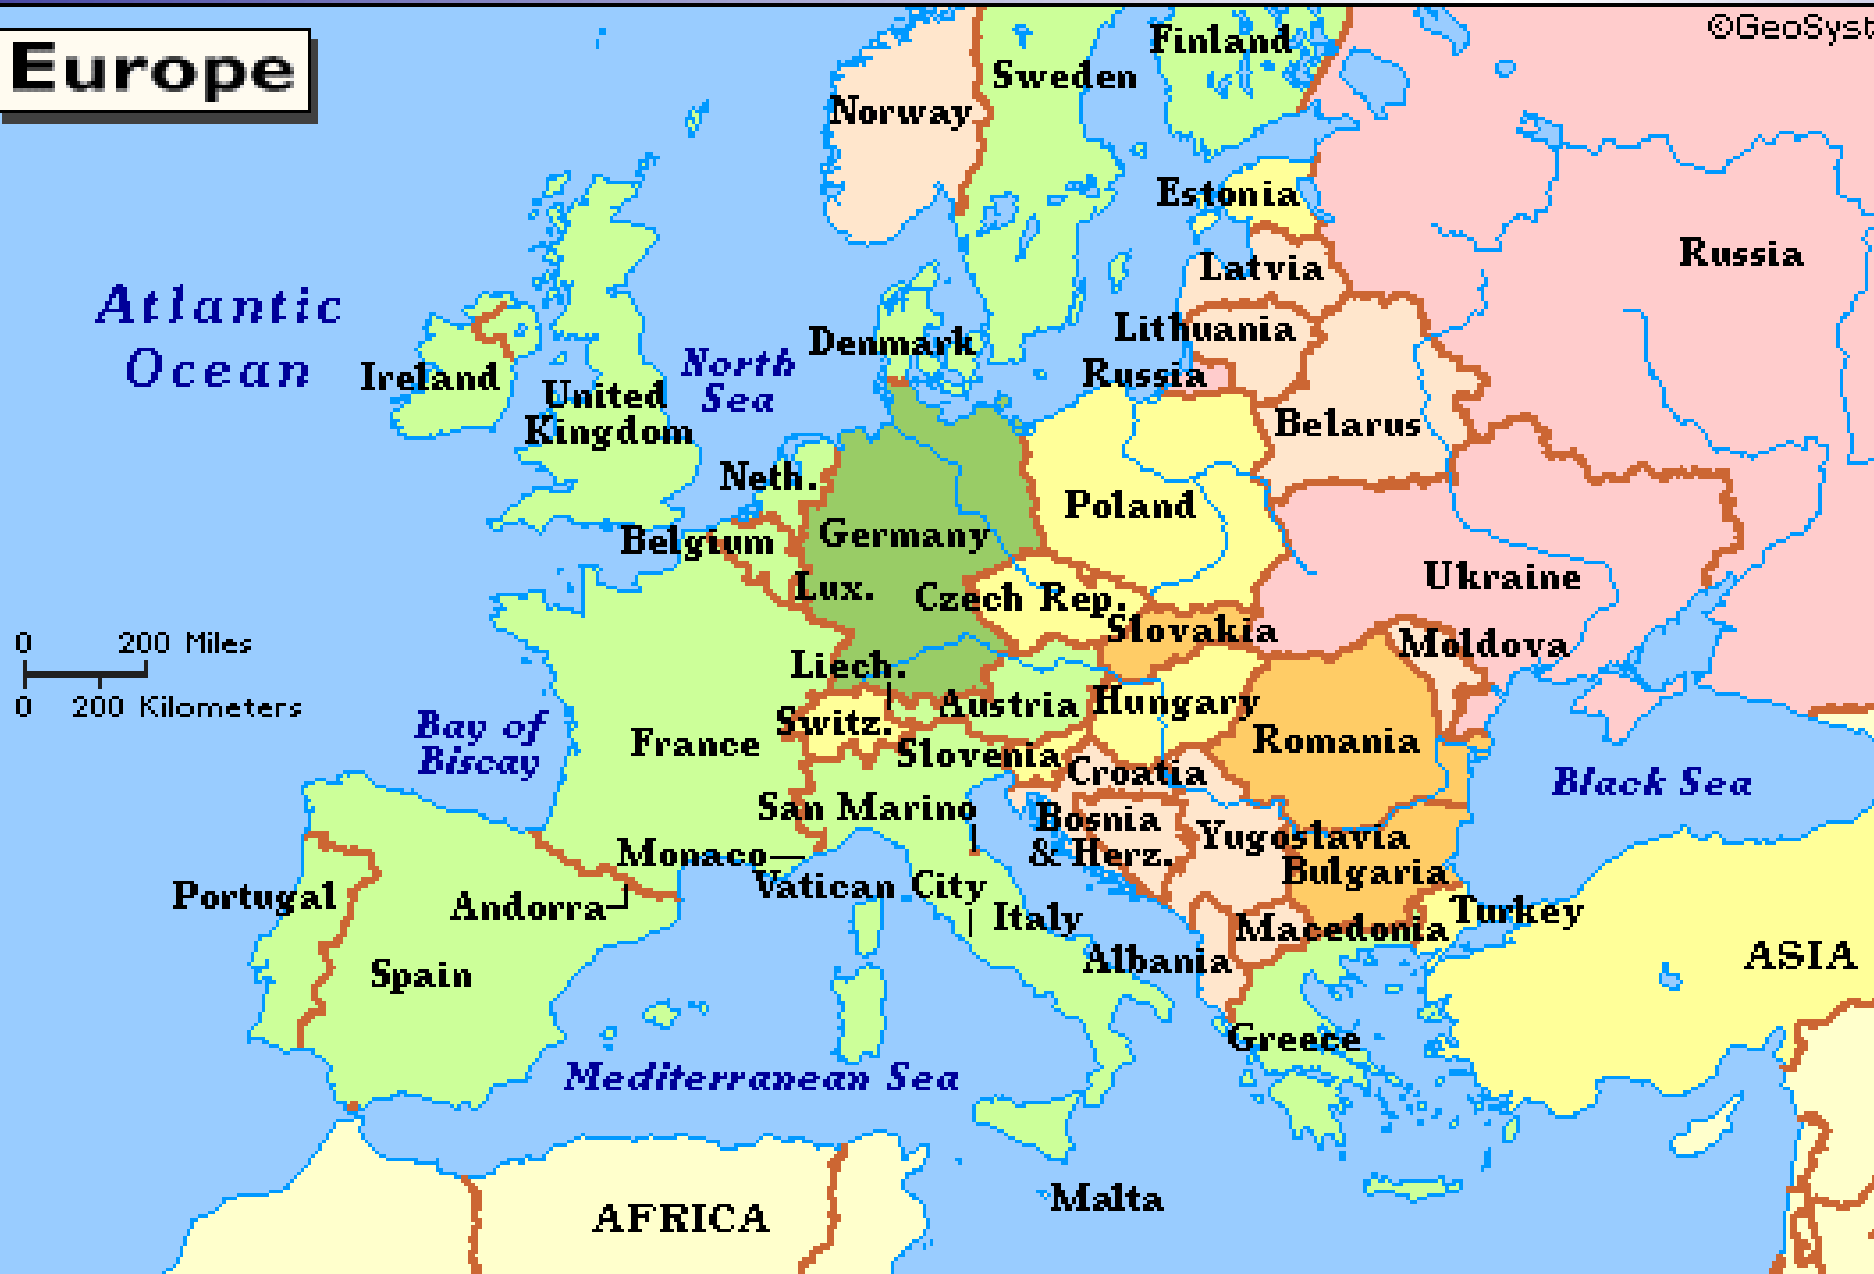 ©GeoSyst
Europe
Finland
Sweden
Norway
Estonia
Russia
Latvia
Atlantic
Ocean
Lithuania
Denmark
North
Sea
Ireland
Russia
United
Kingdom
Belarus
Neth.
Poland
Belgium
Germany
Ukraine
Lux.
Czech Rep.
Slovakia
0 200 Miles
0 200 Kilometers
Moldova
Liech.
Austria
Hungary
Switz.
Bay of
Biscay
France
Slovenia
Romania
Croatia
Black Sea
San Marino
Bosnia
& Herz.
Yugoslavia
Monaco
Bulgaria
Vatican City
Portugal
Andorra
Italy
Turkey
Macedonia
Albania
ASIA
Spain
Greece
Mediterranean Sea
Malta
AFRICA